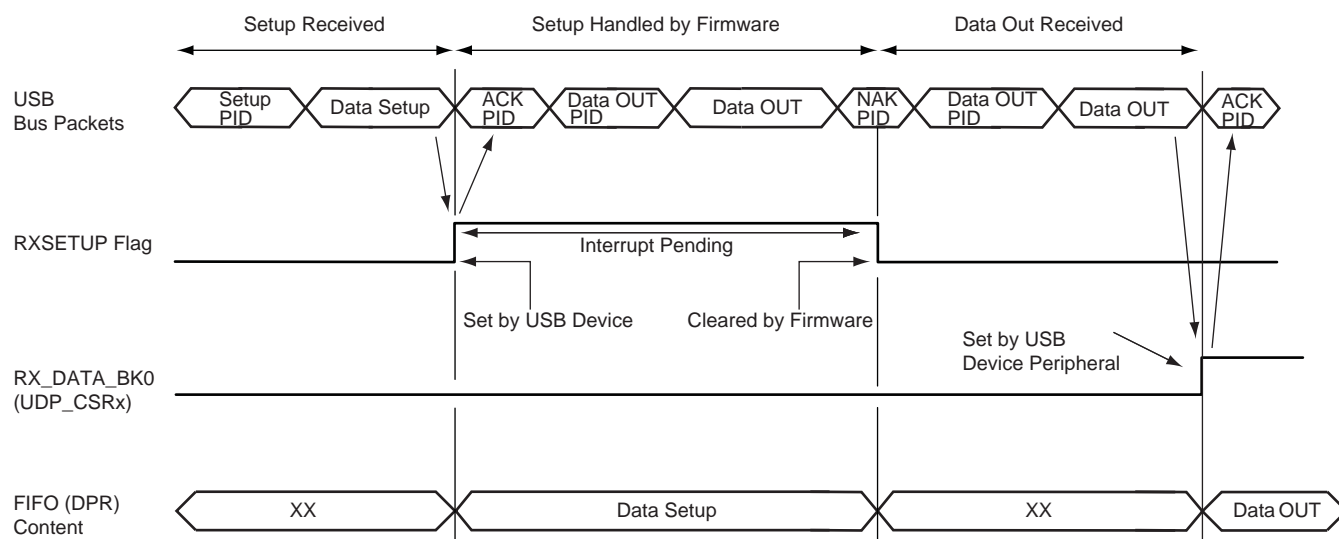 Setup Received
Setup Handled by Firmware
Data Out Received
USB
Bus Packets
Setup
PID
Data Setup
ACK
PID
Data OUT
PID
Data OUT
NAK
PID
Data OUT
PID
Data OUT
ACK
PID
RXSETUP Flag
Interrupt Pending
Set by USB Device
Cleared by Firmware
Set by USB
Device Peripheral
RX_DATA_BK0
(UDP_CSRx)
FIFO (DPR)
Content
XX
Data Setup
XX
Data OUT